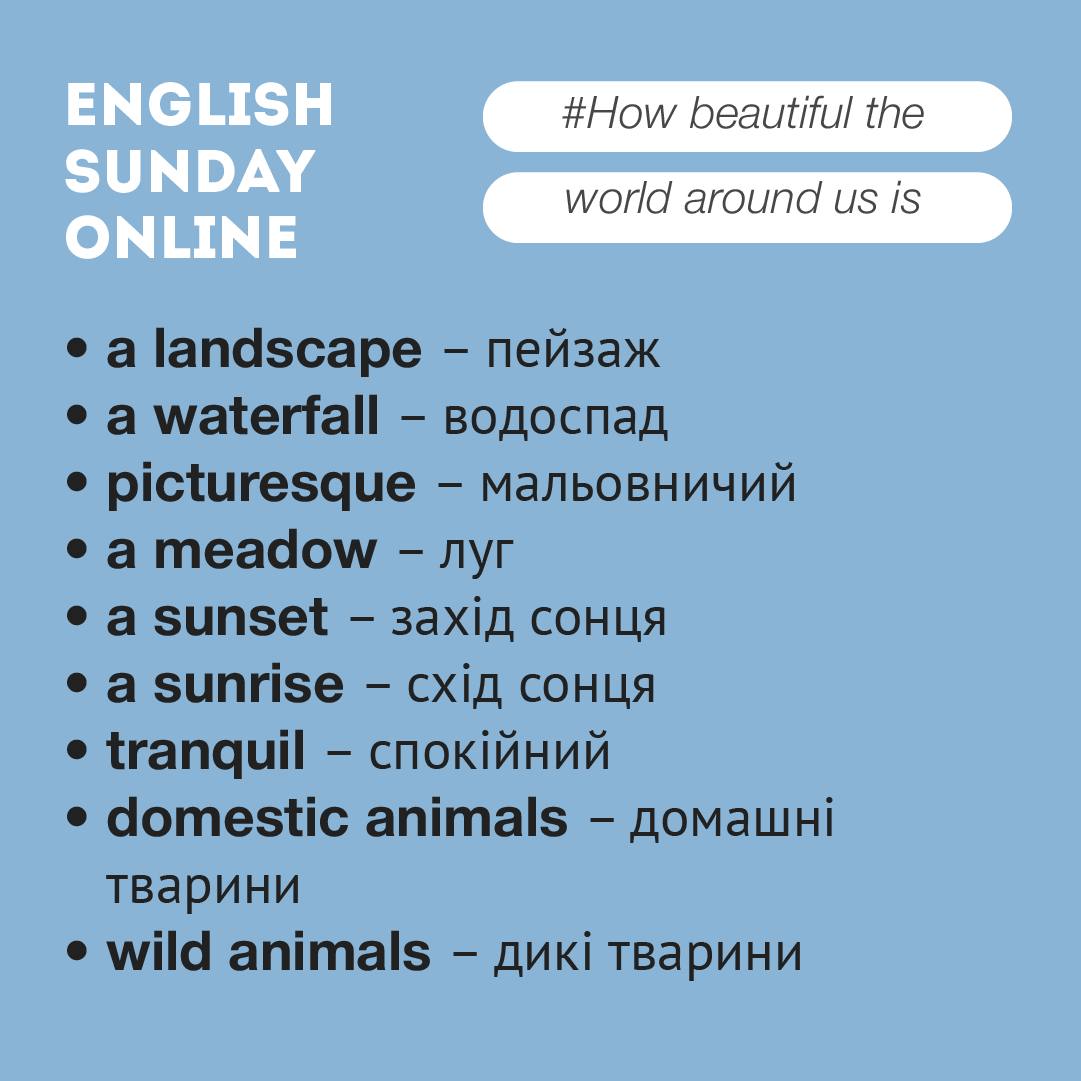 ENGLISH
SUNDAY
ONLINE
#How beautiful the
world around us is
• a landscape – пейзаж
• a waterfall – водоспад
• picturesque – мальовничий
• a meadow – луг
• a sunset – захід сонця
• a sunrise – схід сонця
• tranquil – спокійний
• domestic animals – домашні
тварини
• wild animals – дикі тварини